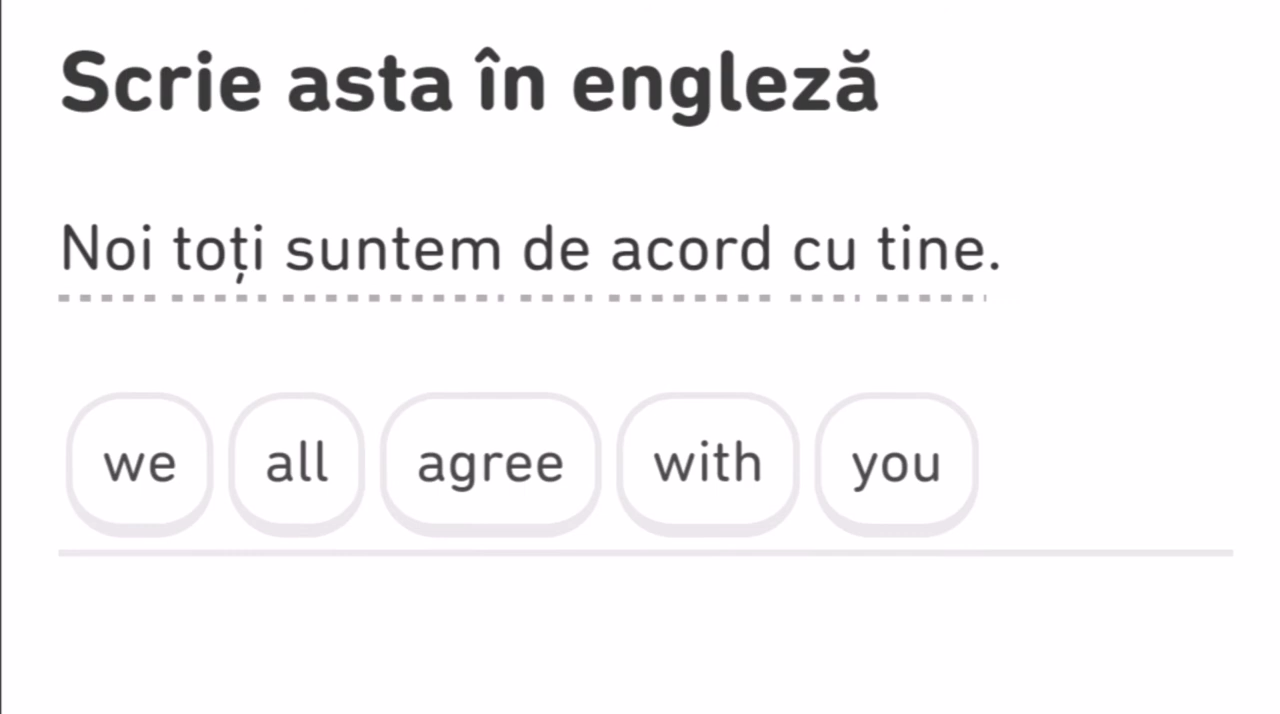 Scrie asta în engleză
Noi toți suntem de acord cu tine.
we all agree with you